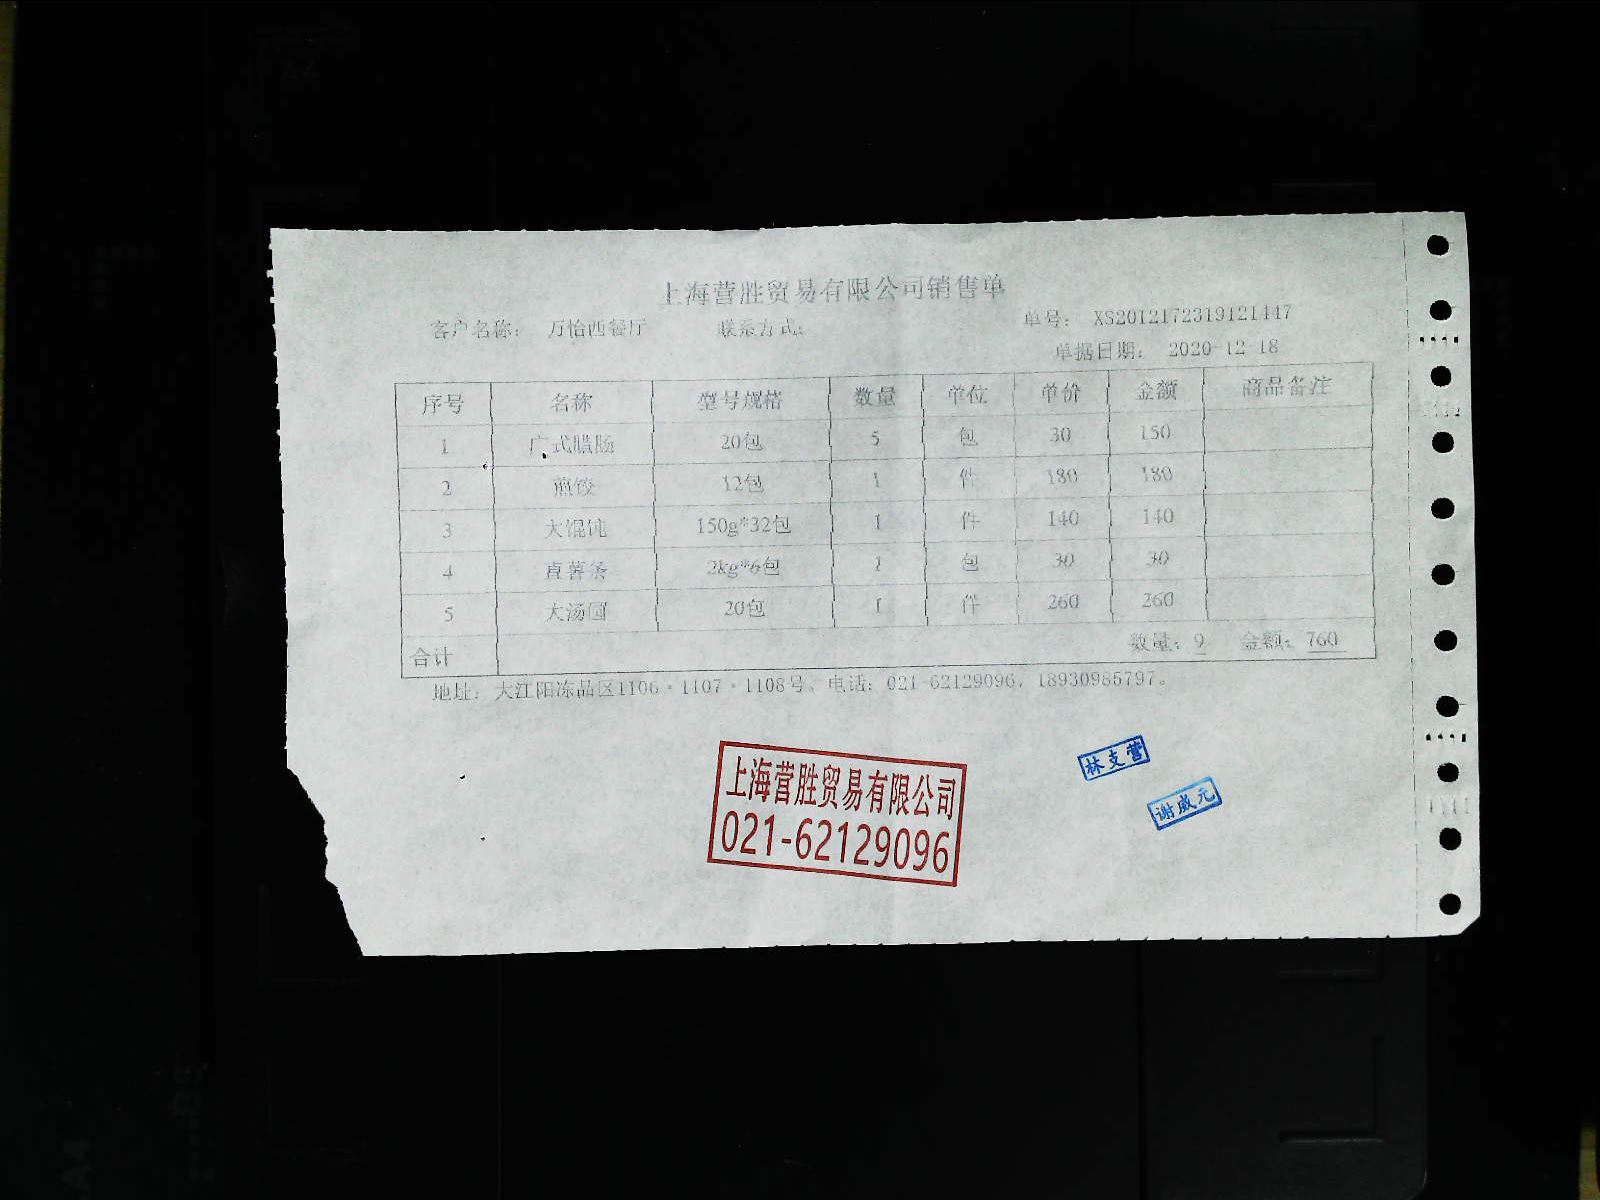 上海营胜贸易有限公司销售单
客户名称： 万怡西餐厅 联系方式： 单号： XS2012172319121447
单据日期： 2020-12-18
序号 名称 型号规格 数量 单位 单价 金额 商品备注
1 广式腊肠 20包 5 包 30 150
2 煎饺 12包 1 件 180 180
3 大馄饨 150g*32包 1 件 140 140
4 直薯条 2kg*6包 1 包 30 30
5 大汤圆 20包 1 件 260 260
合计 数量：9 金额：760
地址：大江阳冻品区1106·1107·1108号。电话：021-62129096，18930985797。
上海营胜贸易有限公司
021-62129096
林支营
谢威元